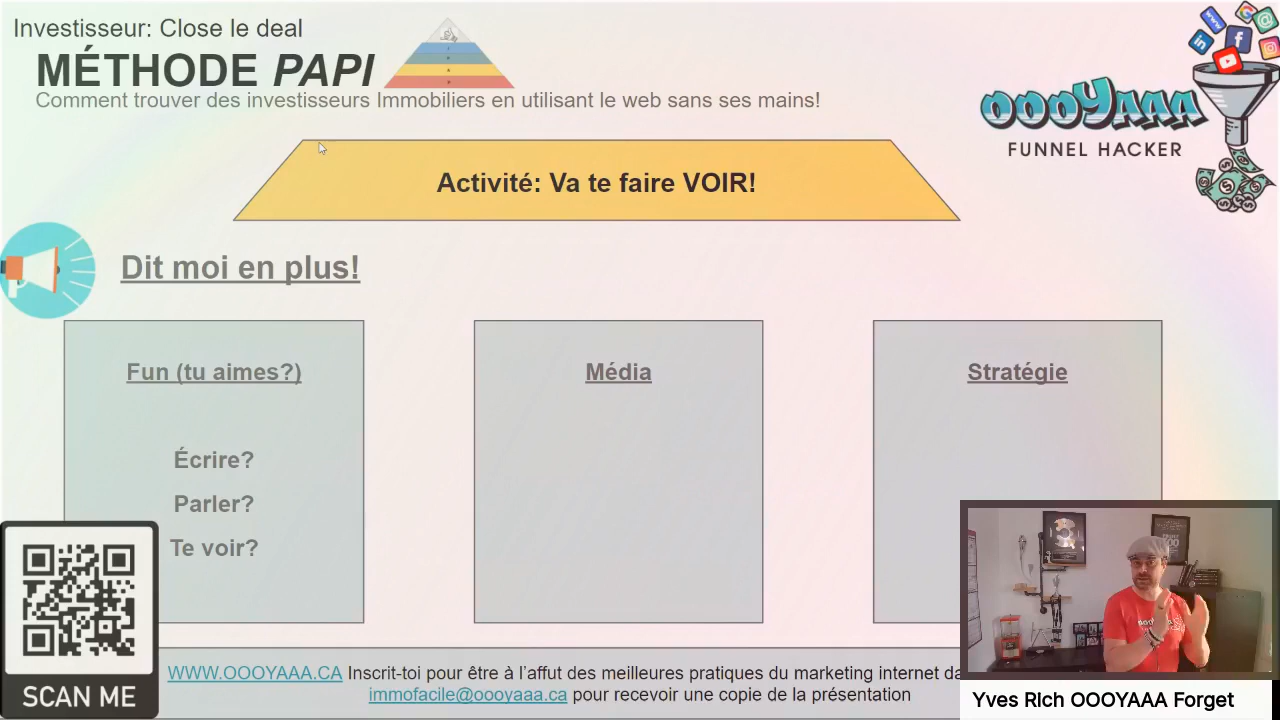 Investisseur: Close le deal
MÉTHODE PAPI
Comment trouver des investisseurs Immobiliers en utilisant le web sans ses mains!
OOOYAAA
FUNNEL HACKER
Activité: Va te faire VOIR!
Dit moi en plus!
Fun (tu aimes?)
Média
Stratégie
Écrire?
Parler?
Te voir?
SCAN ME
WWW.OOOYAAA.CA Inscrit-toi pour être à l'affut des meilleures pratiques du marketing internet da
immofacile@oooyaaa.ca pour recevoir une copie de la présentation
Yves RIch OOOYAAA Forget